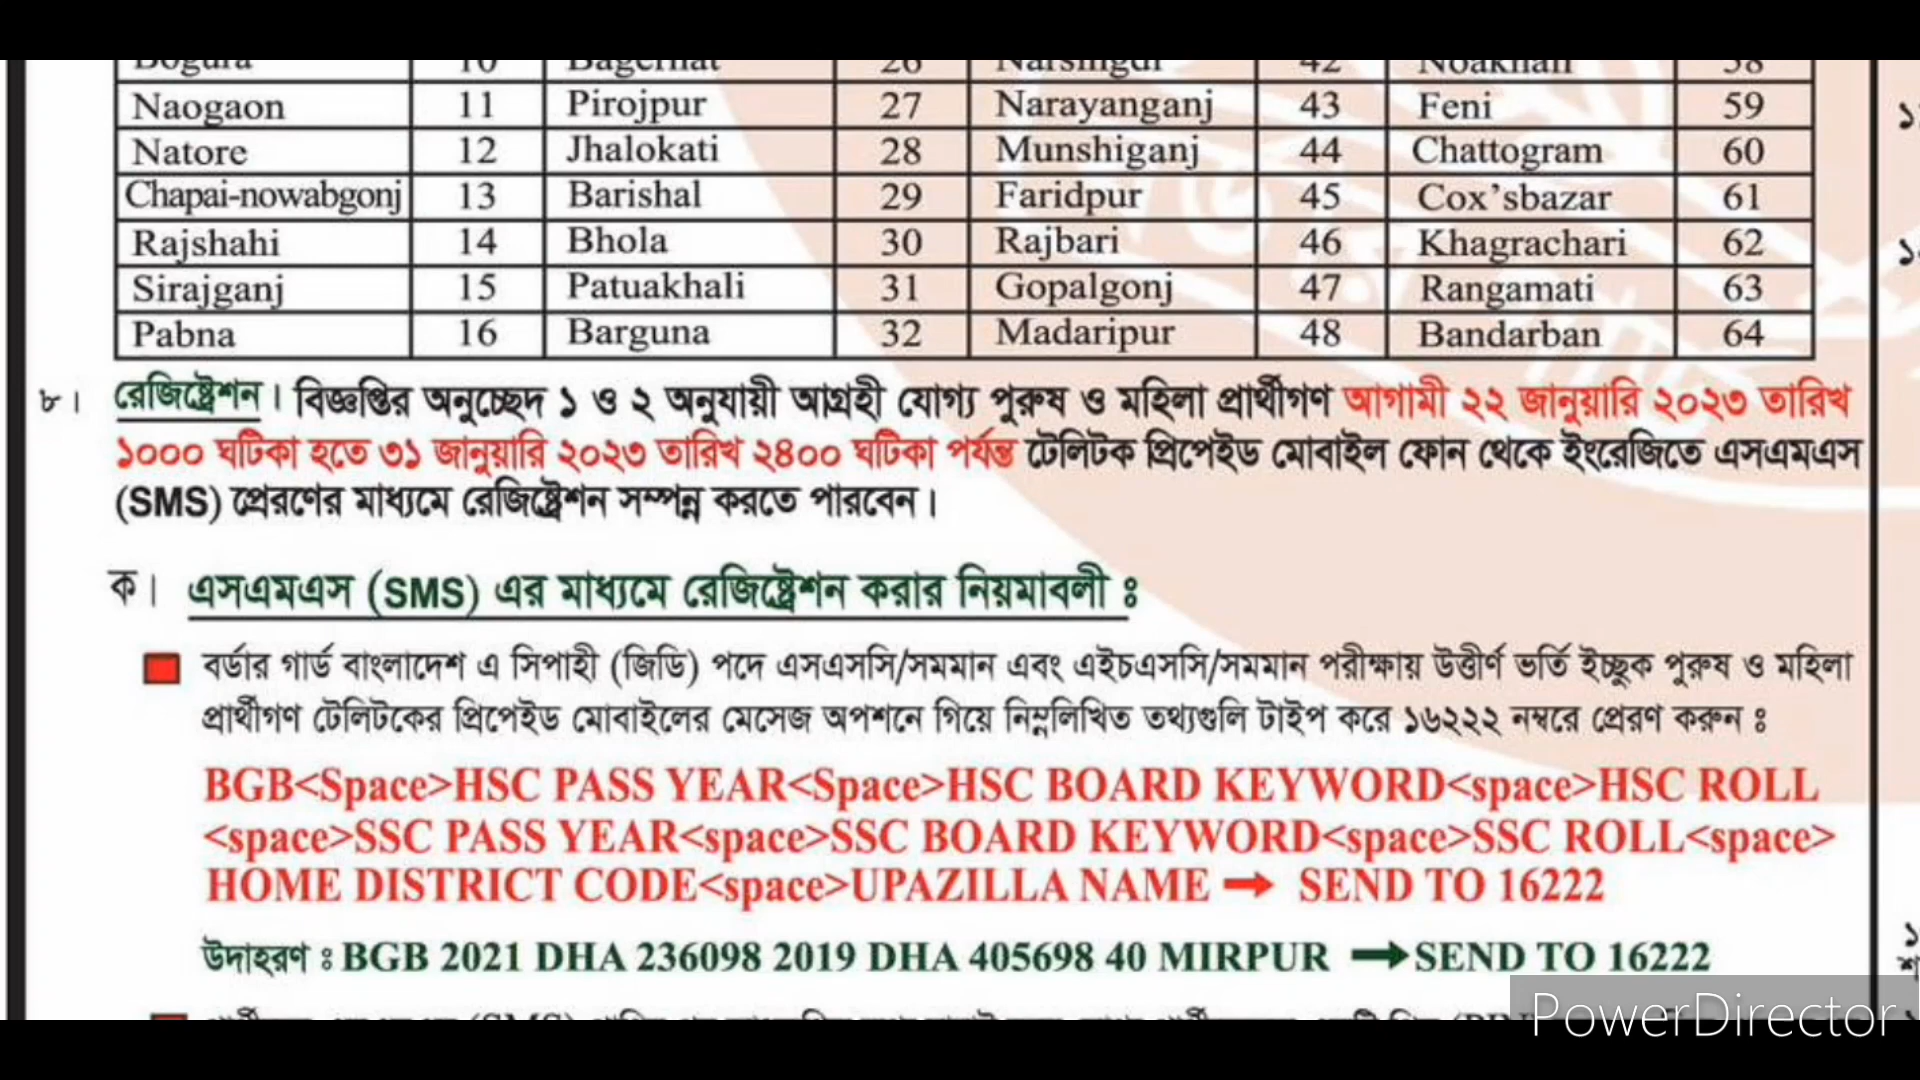 Bogura 10 Bagerhat 26 Narsingdi 42 Noakhali 58
Naogaon 11 Pirojpur 27 Narayanganj 43 Feni 59
Natore 12 Jhalokati 28 Munshiganj 44 Chattogram 60
Chapai-nowabgonj 13 Barishal 29 Faridpur 45 Cox’sbazar 61
Rajshahi 14 Bhola 30 Rajbari 46 Khagrachari 62
Sirajganj 15 Patuakhali 31 Gopalgonj 47 Rangamati 63
Pabna 16 Barguna 32 Madaripur 48 Bandarban 64
৮। রেজিষ্ট্রেশন। বিজ্ঞপ্তির অনুচ্ছেদ ১ ও ২ অনুযায়ী আগ্রহী যোগ্য পুরুষ ও মহিলা প্রার্থীগণ আগামী ২২ জানুয়ারি ২০২৩ তারিখ
১০০০ ঘটিকা হতে ৩১ জানুয়ারি ২০২৩ তারিখ ২৪০০ ঘটিকা পর্যন্ত টেলিটক প্রিপেইড মোবাইল ফোন থেকে ইংরেজিতে এসএমএস
(SMS) প্রেরণের মাধ্যমে রেজিষ্ট্রেশন সম্পন্ন করতে পারবেন।
ক। এসএমএস (SMS) এর মাধ্যমে রেজিষ্ট্রেশন করার নিয়মাবলী ঃ
বর্ডার গার্ড বাংলাদেশ এ সিপাহী (জিডি) পদে এসএসসি/সমমান এবং এইচএসসি/সমমান পরীক্ষায় উত্তীর্ণ ভর্তি ইচ্ছুক পুরুষ ও মহিলা
প্রার্থীগণ টেলিটকের প্রিপেইড মোবাইলের মেসেজ অপশনে গিয়ে নিম্নলিখিত তথ্যগুলি টাইপ করে ১৬২২২ নম্বরে প্রেরণ করুন ঃ
BGB<Space>HSC PASS YEAR<Space>HSC BOARD KEYWORD<space>HSC ROLL
<space>SSC PASS YEAR<space>SSC BOARD KEYWORD<space>SSC ROLL<space>
HOME DISTRICT CODE<space>UPAZILLA NAME ➞ SEND TO 16222
উদাহরণ ঃ BGB 2021 DHA 236098 2019 DHA 405698 40 MIRPUR ➞SEND TO 16222
PowerDirector